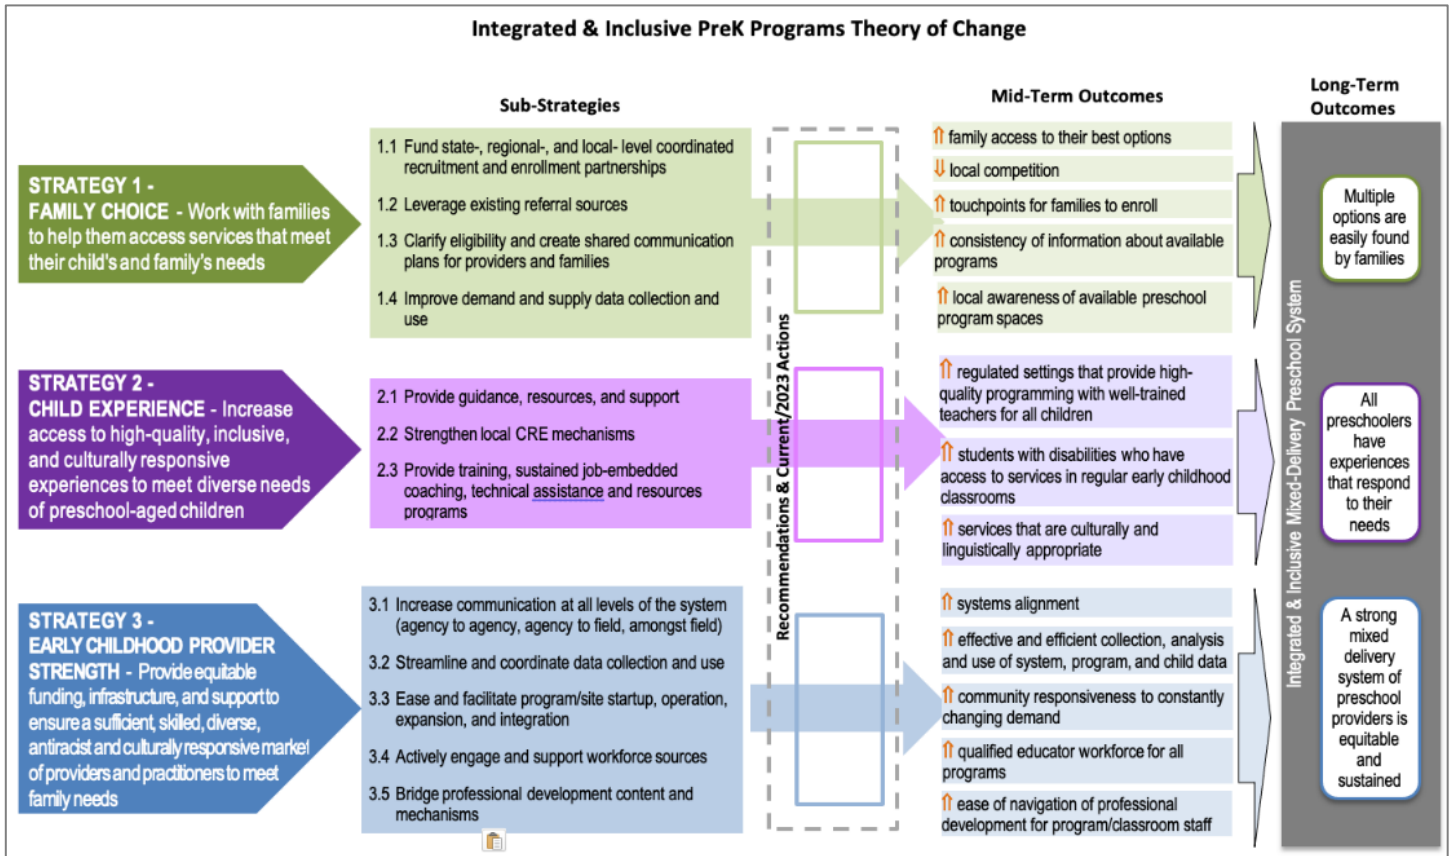 Integrated & Inclusive PreK Programs Theory of Change
Sub-Strategies
Mid-Term Outcomes
Long-Term
Outcomes
STRATEGY 1 -
FAMILY CHOICE - Work with families
to help them access services that meet
their child's and family's needs
1.1 Fund state-, regional-, and local- level coordinated
recruitment and enrollment partnerships
1.2 Leverage existing referral sources
1.3 Clarify eligibility and create shared communication
plans for providers and families
1.4 Improve demand and supply data collection and
use
⇑ family access to their best options
⇓ local competition
⇑ touchpoints for families to enroll
⇑ consistency of information about available
programs
⇑ local awareness of available preschool
program spaces
Multiple
options are
easily found
by families
STRATEGY 2 -
CHILD EXPERIENCE - Increase
access to high-quality, inclusive,
and culturally responsive
experiences to meet diverse needs
of preschool-aged children
2.1 Provide guidance, resources, and support
2.2 Strengthen local CRE mechanisms
2.3 Provide training, sustained job-embedded
coaching, technical assistance and resources
programs
⇑ regulated settings that provide high-
quality programming with well-trained
teachers for all children
⇑ students with disabilities who have
access to services in regular early childhood
classrooms
⇑ services that are culturally and
linguistically appropriate
All
preschoolers
have
experiences
that respond
to their
needs
STRATEGY 3 -
EARLY CHILDHOOD PROVIDER
STRENGTH - Provide equitable
funding, infrastructure, and support to
ensure a sufficient, skilled, diverse,
antiracist and culturally responsive market
of providers and practitioners to meet
family needs
3.1 Increase communication at all levels of the system
(agency to agency, agency to field, amongst field)
3.2 Streamline and coordinate data collection and use
3.3 Ease and facilitate program/site startup, operation,
expansion, and integration
3.4 Actively engage and support workforce sources
3.5 Bridge professional development content and
mechanisms
⇑ systems alignment
⇑ effective and efficient collection, analysis
and use of system, program, and child data
⇑ community responsiveness to constantly
changing demand
⇑ qualified educator workforce for all
programs
⇑ ease of navigation of professional
development for program/classroom staff
A strong
mixed
delivery
system of
preschool
providers is
equitable
and
sustained
Recommendations & Current/2023 Actions
Integrated & Inclusive Mixed-Delivery Preschool System